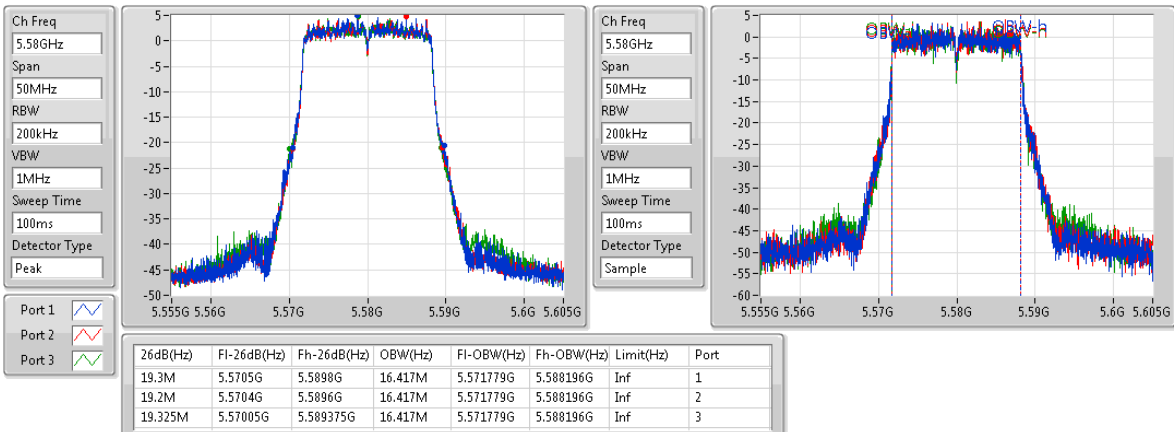 Ch Freq
5.58GHz
Span
50MHz
RBW
200kHz
VBW
1MHz
Sweep Time
100ms
Detector Type
Peak
Port 1
Port 2
Port 3
5
0
-5
-10
-15
-20
-25
-30
-35
-40
-45
-50
5.555G 5.56G 5.57G 5.58G 5.59G 5.6G 5.605G
Ch Freq
5.58GHz
Span
50MHz
RBW
200kHz
VBW
1MHz
Sweep Time
100ms
Detector Type
Sample
5
0
-5
-10
-15
-20
-25
-30
-35
-40
-45
-50
-55
-60
OBW-h
5.555G 5.56G 5.57G 5.58G 5.59G 5.6G 5.605G
26dB(Hz) Fl-26dB(Hz) Fh-26dB(Hz) OBW(Hz) Fl-OBW(Hz) Fh-OBW(Hz) Limit(Hz) Port
19.3M 5.5705G 5.5898G 16.417M 5.571779G 5.588196G Inf 1
19.2M 5.5704G 5.5896G 16.417M 5.571779G 5.588196G Inf 2
19.325M 5.57005G 5.589375G 16.417M 5.571779G 5.588196G Inf 3